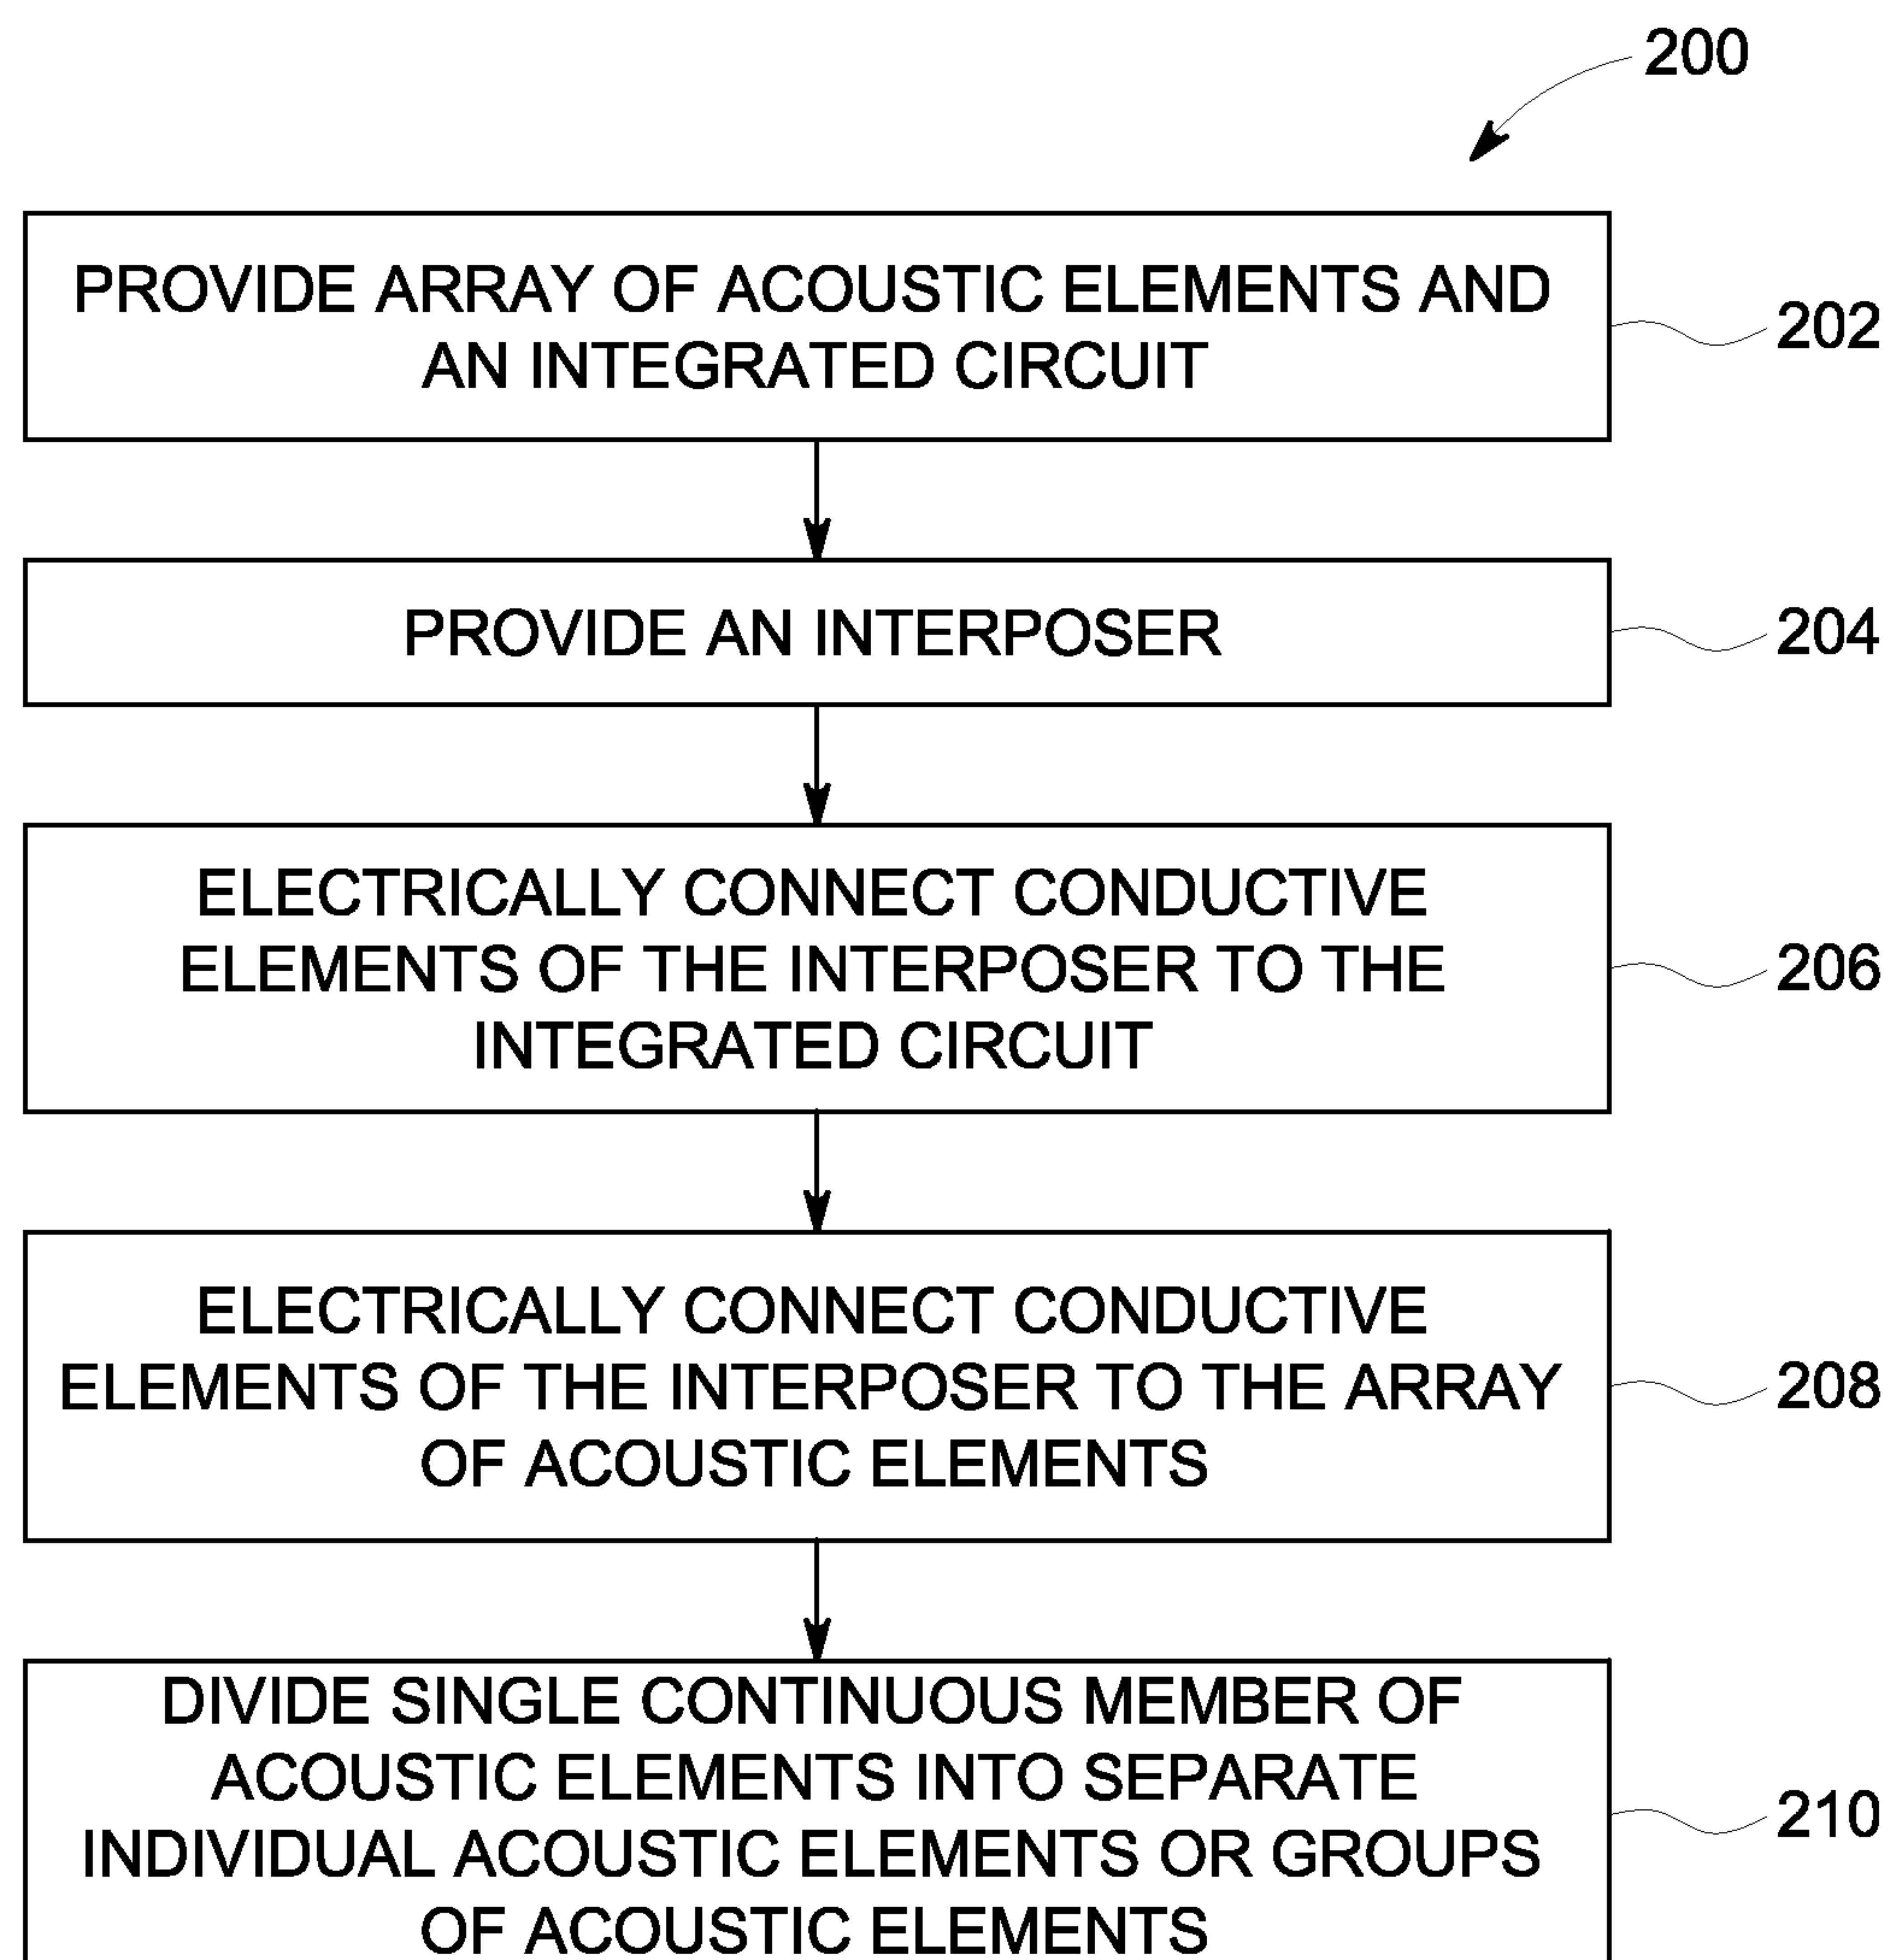 200
PROVIDE ARRAY OF ACOUSTIC ELEMENTS AND
AN INTEGRATED CIRCUIT
202
PROVIDE AN INTERPOSER
204
ELECTRICALLY CONNECT CONDUCTIVE
ELEMENTS OF THE INTERPOSER TO THE
INTEGRATED CIRCUIT
206
ELECTRICALLY CONNECT CONDUCTIVE
ELEMENTS OF THE INTERPOSER TO THE ARRAY
OF ACOUSTIC ELEMENTS
208
DIVIDE SINGLE CONTINUOUS MEMBER OF
ACOUSTIC ELEMENTS INTO SEPARATE
INDIVIDUAL ACOUSTIC ELEMENTS OR GROUPS
OF ACOUSTIC ELEMENTS
210